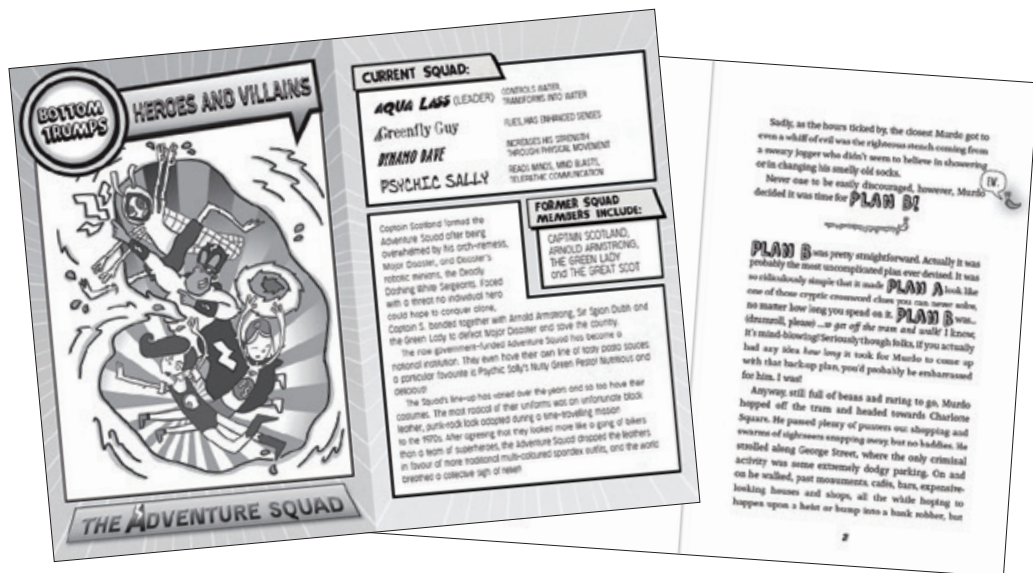 BOTTOM
TRUMPS
HEROES AND VILLAINS
THE ADVENTURE SQUAD
CURRENT SQUAD:
AQUA LASS (LEADER)
CONTROLS WATER,
TRANSFORMS INTO WATER
Greenfly Guy
FLIES, HAS ENHANCED SENSES
DYNAMO DAVE
INCREASES HIS STRENGTH
THROUGH PHYSICAL MOVEMENT
PSYCHIC SALLY
READS MINDS, MIND BLASTS,
TELEPATHIC COMMUNICATION
FORMER SQUAD
MEMBERS INCLUDE:
CAPTAIN SCOTLAND,
ARNOLD ARMSTRONG,
THE GREEN LADY
and THE GREAT SCOT
Captain Scotland formed the
Adventure Squad after being
overwhelmed by his arch-nemesis,
Major Disaster, and Disaster's
robotic minions, the Deadly
Dashing White Sergeants. Faced
with a threat no individual hero
could hope to conquer alone,
Captain S. banded together with Arnold Armstrong, Sir Sgian Dubh and
the Green Lady to defeat Major Disaster and save the country.
The now government-funded Adventure Squad has become a
national institution. They even have their own line of tasty pasta sauces
a particular favourite is Psychic Sally's Nutty Green Pesto! Nutritious and
delicious!
The Squad's line-up has varied over the years and so too have their
costumes. The most radical of their uniforms was an unfortunate black
leather, punk-rock look adopted during a time-travelling mission
to the 1970s. After agreeing that they looked more like a gang of bikers
than a team of superheroes, the Adventure Squad dropped the leathers
in favour of more traditional multi-coloured spandex outfits, and the world
breathed a collective sigh of relief!
Sadly, as the hours ticked by, the closest Murdo got to
even a whiff of evil was the righteous stench coming from
a sweaty jogger who didn't seem to believe in showering
or in changing his smelly old socks.
Never one to be easily discouraged, however, Murdo
decided it was time for PLAN B!
EW.
PLAN B was pretty straightforward. Actually it was
probably the most uncomplicated plan ever devised. It was
so ridiculously simple that it made PLAN A look like
one of those cryptic crossword clues you can never solve,
no matter how long you spend on it. PLAN B was...
(drumroll, please) ...to get off the tram and walk! I know,
it's mind-blowing! Seriously though folks, if you actually
had any idea how long it took for Murdo to come up
with that back-up plan, you'd probably be embarrassed
for him. I was!
Anyway, still full of beans and raring to go, Murdo
hopped off the tram and headed towards Charlotte
Square. He passed plenty of punters out shopping and
swarms of sightseers snapping away, but no baddies. He
strolled along George Street, where the only criminal
activity was some extremely dodgy parking. On and
on he walked, past monuments, cafés, bars, expensive-
looking houses and shops, all the while hoping to
happen upon a heist or bump into a bank robber, but